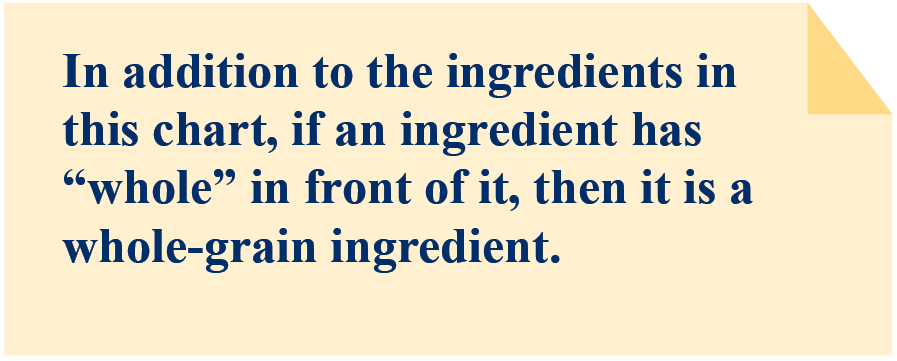 In addition to the ingredients in
this chart, if an ingredient has
“whole” in front of it, then it is a
whole-grain ingredient.